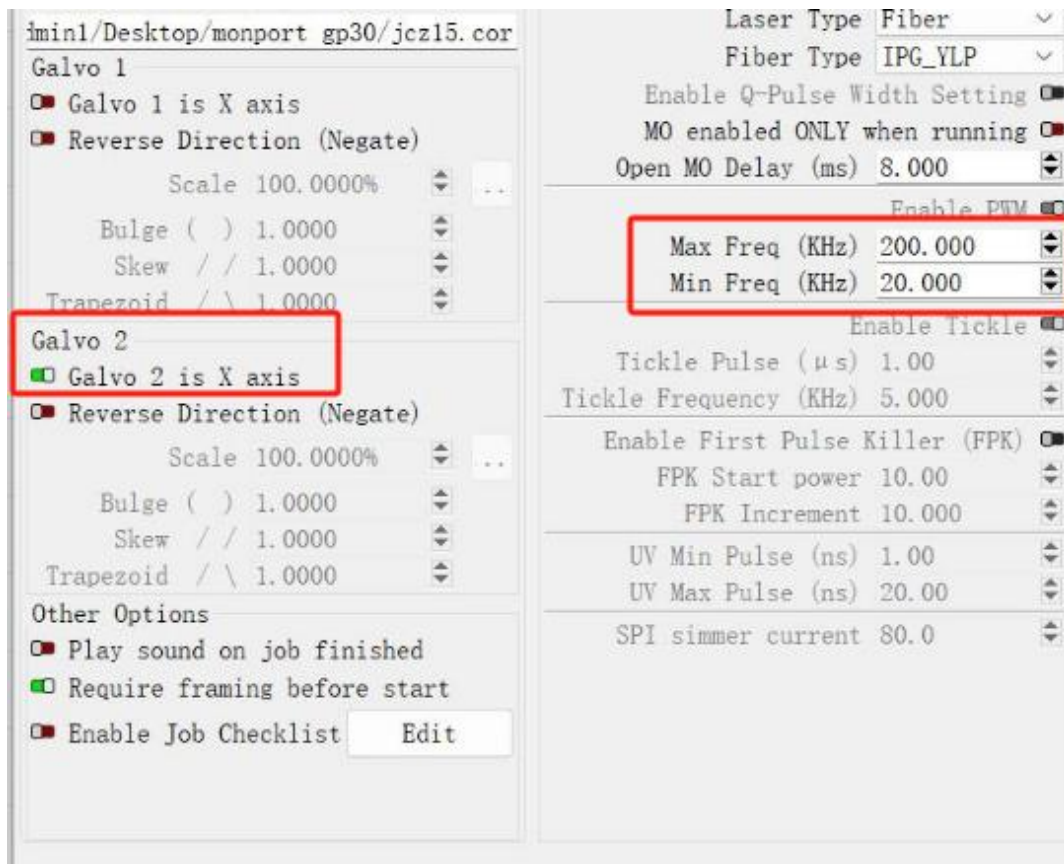 imin1/Desktop/monport gp30/jcz15.cor
Galvo 1
Galvo 1 is X axis
Reverse Direction (Negate)
Scale 100.0000% ..
Bulge ( ) 1.0000
Skew / / 1.0000
Trapezoid / \ 1.0000
Galvo 2
Galvo 2 is X axis
Reverse Direction (Negate)
Scale 100.0000% ..
Bulge ( ) 1.0000
Skew / / 1.0000
Trapezoid / \ 1.0000
Other Options
Play sound on job finished
Require framing before start
Enable Job Checklist Edit
Laser Type Fiber
Fiber Type IPG_YLP
Enable Q-Pulse Width Setting
MO enabled ONLY when running
Open MO Delay (ms) 8.000
Enable PWM
Max Freq (KHz) 200.000
Min Freq (KHz) 20.000
Enable Tickle
Tickle Pulse (μs) 1.00
Tickle Frequency (KHz) 5.000
Enable First Pulse Killer (FPK)
FPK Start power 10.00
FPK Increment 10.000
UV Min Pulse (ns) 1.00
UV Max Pulse (ns) 20.00
SPI simmer current 80.0